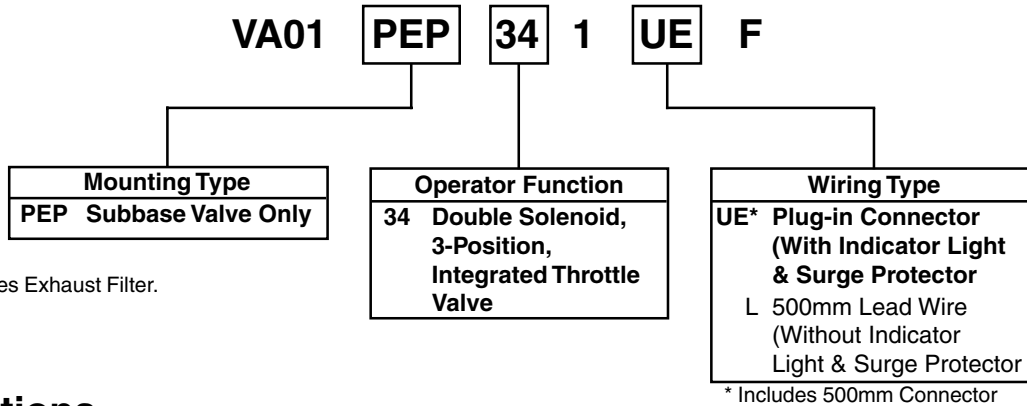 VA01 PEP 34 1 UE F
Mounting Type
PEP Subbase Valve Only
es Exhaust Filter.
Operator Function
34 Double Solenoid,
3-Position,
Integrated Throttle
Valve
Wiring Type
UE* Plug-in Connector
(With Indicator Light
& Surge Protector
L 500mm Lead Wire
(Without Indicator
Light & Surge Protector
* Includes 500mm Connector